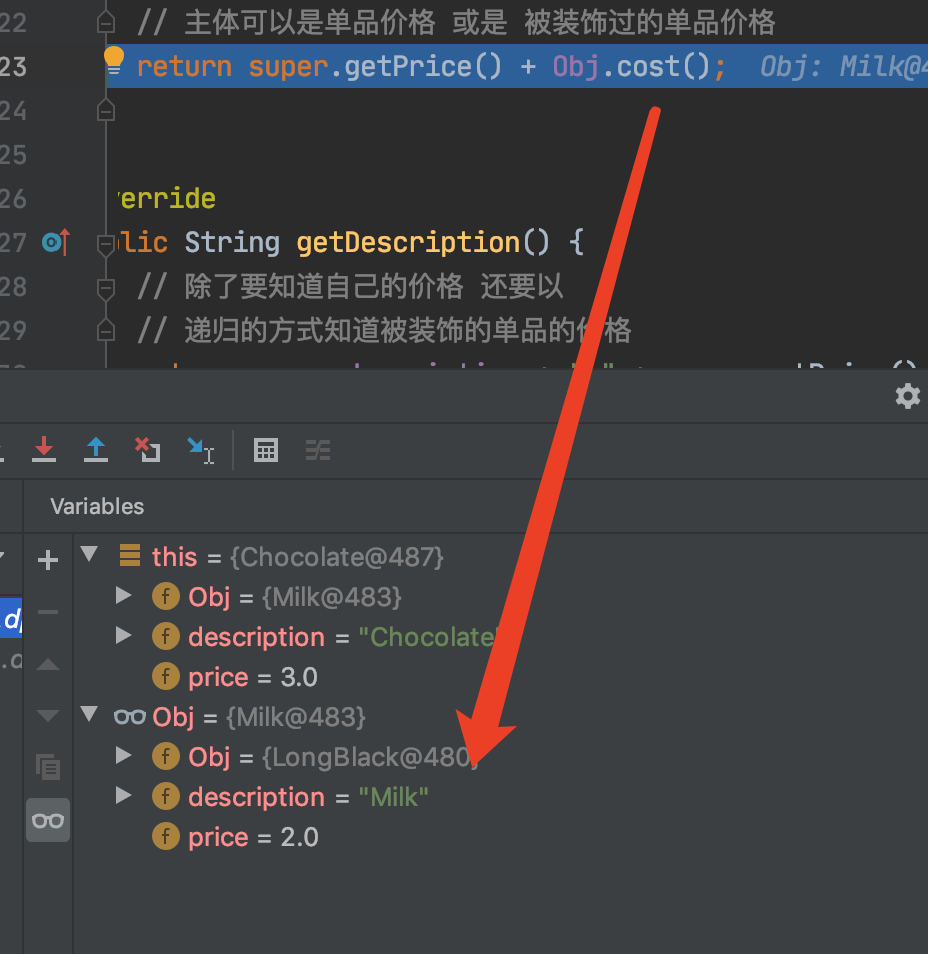 22 // 主体可以是单品价格 或是 被装饰过的单品价格
23 return super.getPrice() + Obj.cost(); Obj: Milk@4
24
25
26 erride
27 lic String getDescription() {
28 // 除了要知道自己的价格 还要以
29 // 递归的方式知道被装饰的单品的价格
Variables
this = {Chocolate@487}
Obj = {Milk@483}
description = "Chocolate
price = 3.0
Obj = {Milk@483}
Obj = {LongBlack@480}
description = "Milk"
price = 2.0